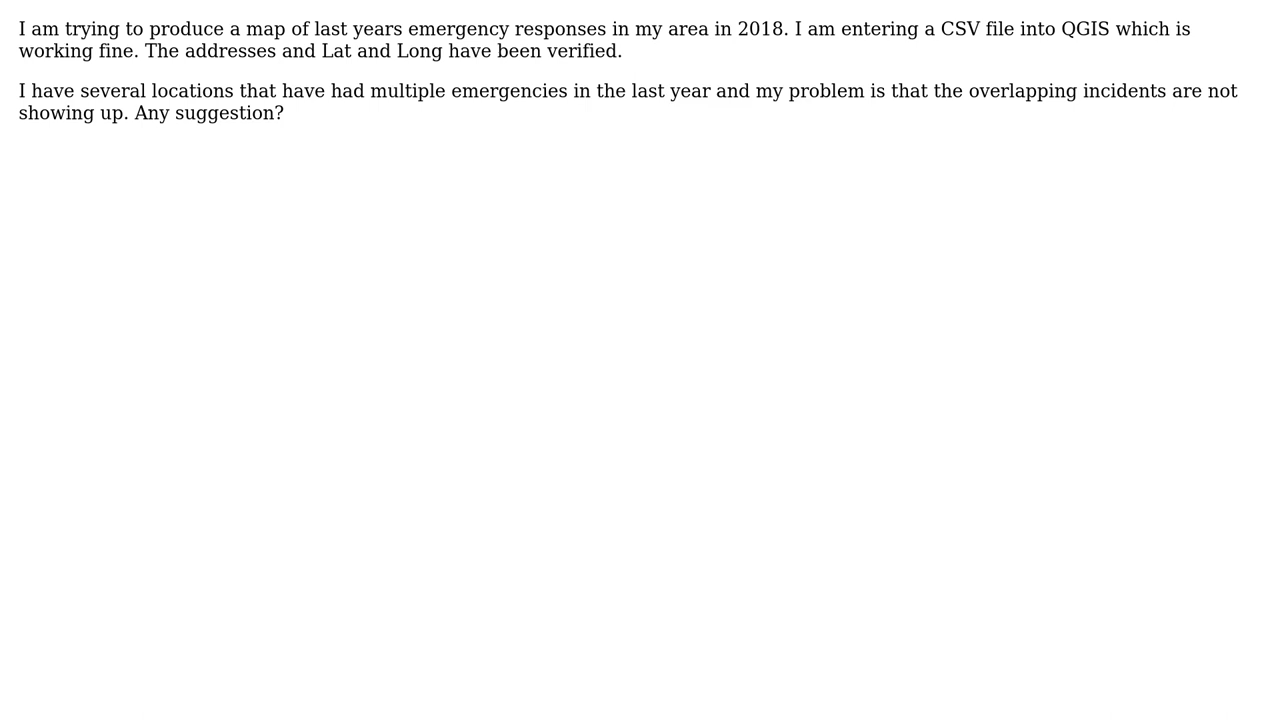 I am trying to produce a map of last years emergency responses in my area in 2018. I am entering a CSV file into QGIS which is
working fine. The addresses and Lat and Long have been verified.
I have several locations that have had multiple emergencies in the last year and my problem is that the overlapping incidents are not
showing up. Any suggestion?